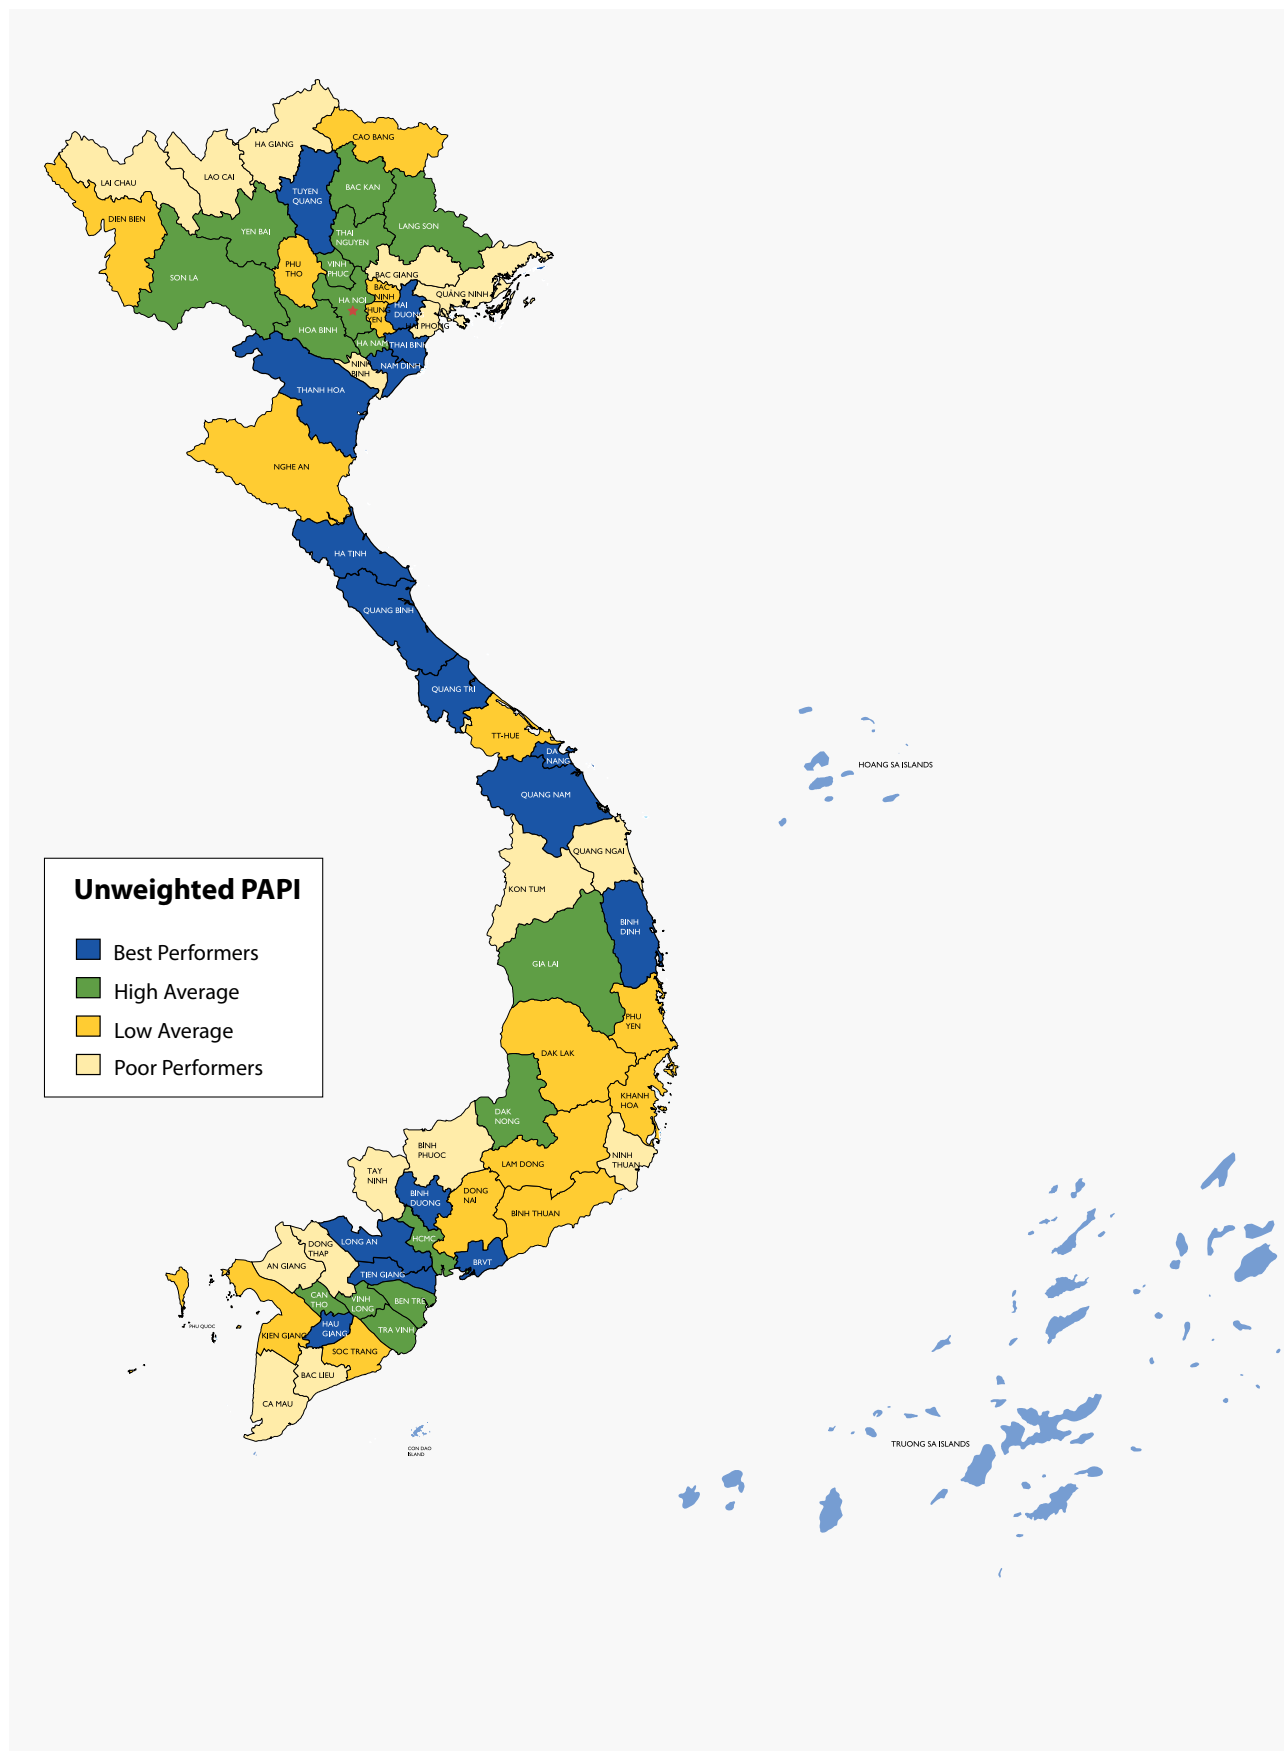 HA GIANG
CAO BANG
LAI CHAU
LAO CAI
TUYEN
QUANG
BAC KAN
DIEN BIEN
YEN BAI
THAI
NGUYEN
LANG SON
SON LA
PHU
THO
VINH
PHUC
BAC GIANG
BAC
NINH
QUANG NINH
HA NOI
HUNG
YEN
HAI
DUONG
HAI PHONG
HOA BINH
HA NAM
THAI BINH
NINH
BINH
NAM DINH
THANH HOA
NGHE AN
HA TINH
QUANG BINH
QUANG TRI
TT-HUE
DA
NANG
HOANG SA ISLANDS
QUANG NAM
QUANG NGAI
KON TUM
BINH
DINH
GIA LAI
Unweighted PAPI
Best Performers
High Average
Low Average
Poor Performers
PHU
YEN
DAK LAK
KHANH
HOA
DAK
NONG
BINH
PHUOC
LAM DONG
NINH
THUAN
TAY
NINH
BINH
DUONG
DONG
NAI
BINH THUAN
LONG AN
HCMC
DONG
THAP
AN GIANG
BRVT
TIEN GIANG
CAN
THO
VINH
LONG
BEN TRE
PHU QUOC
KIEN GIANG
HAU
GIANG
TRA VINH
SOC TRANG
BAC LIEU
CA MAU
CON DAO
ISLAND
TRUONG SA ISLANDS